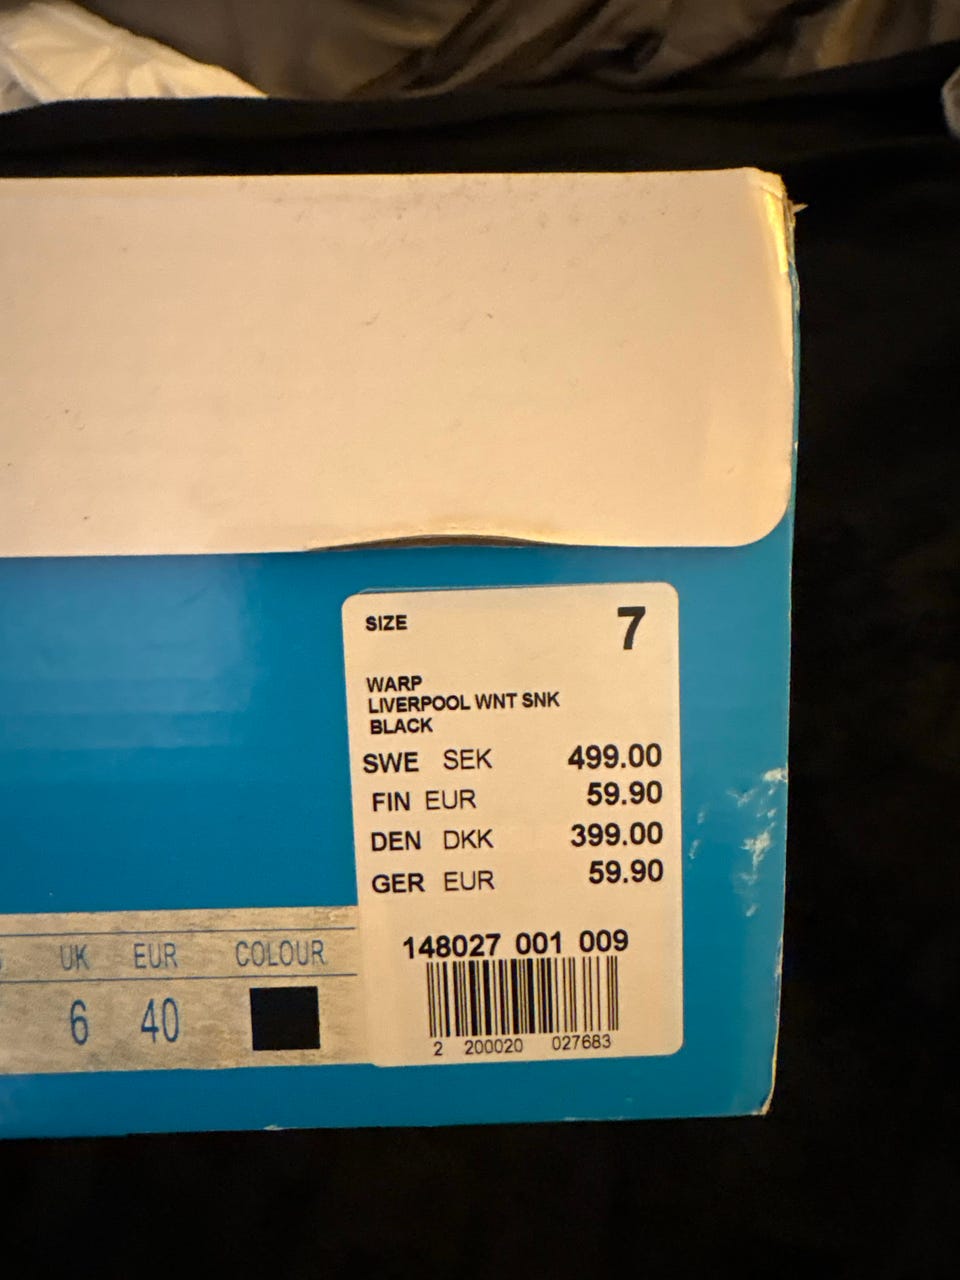 SIZE 7
WARP
LIVERPOOL WNT SNK
BLACK
SWE SEK 499.00
FIN EUR 59.90
DEN DKK 399.00
GER EUR 59.90
148027 001 009
2 200020 027683
UK EUR COLOUR
6 40